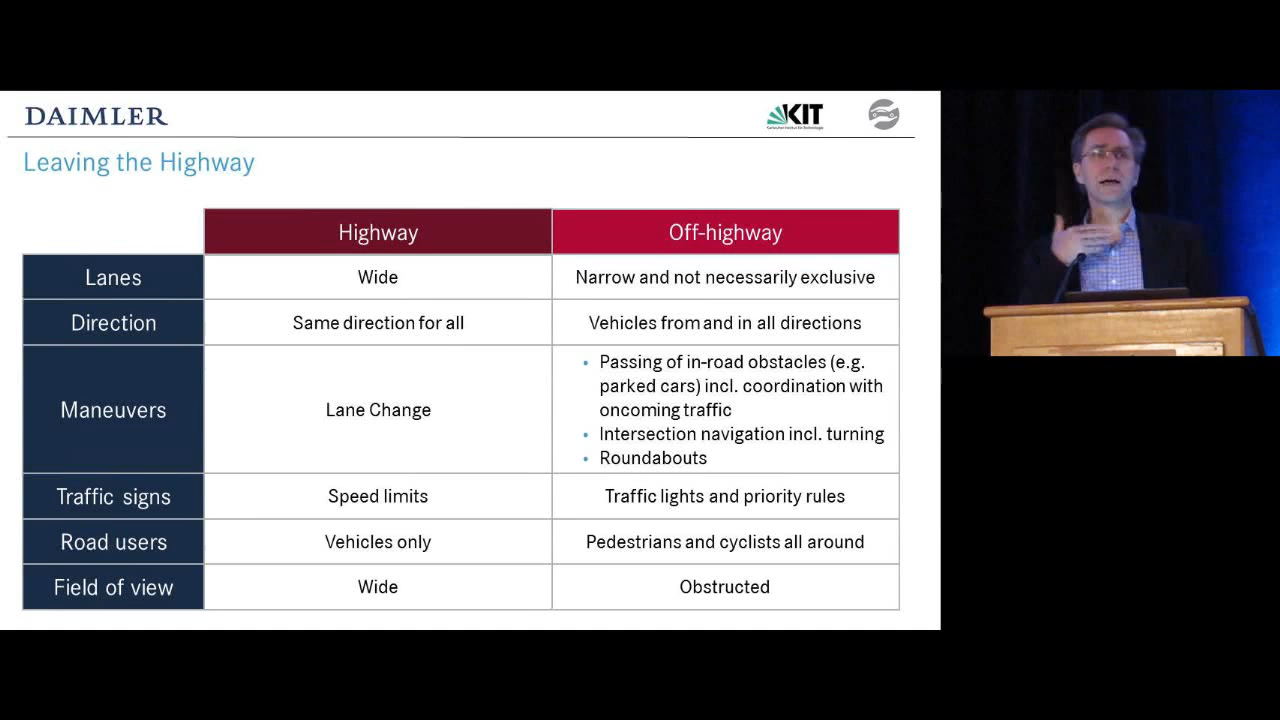 DAIMLER
KIT
Leaving the Highway
Highway Off-highway
Lanes Wide Narrow and not necessarily exclusive
Direction Same direction for all Vehicles from and in all directions
Maneuvers Lane Change
• Passing of in-road obstacles (e.g.
parked cars) incl. coordination with
oncoming traffic
• Intersection navigation incl. turning
• Roundabouts
Traffic signs Speed limits Traffic lights and priority rules
Road users Vehicles only Pedestrians and cyclists all around
Field of view Wide Obstructed